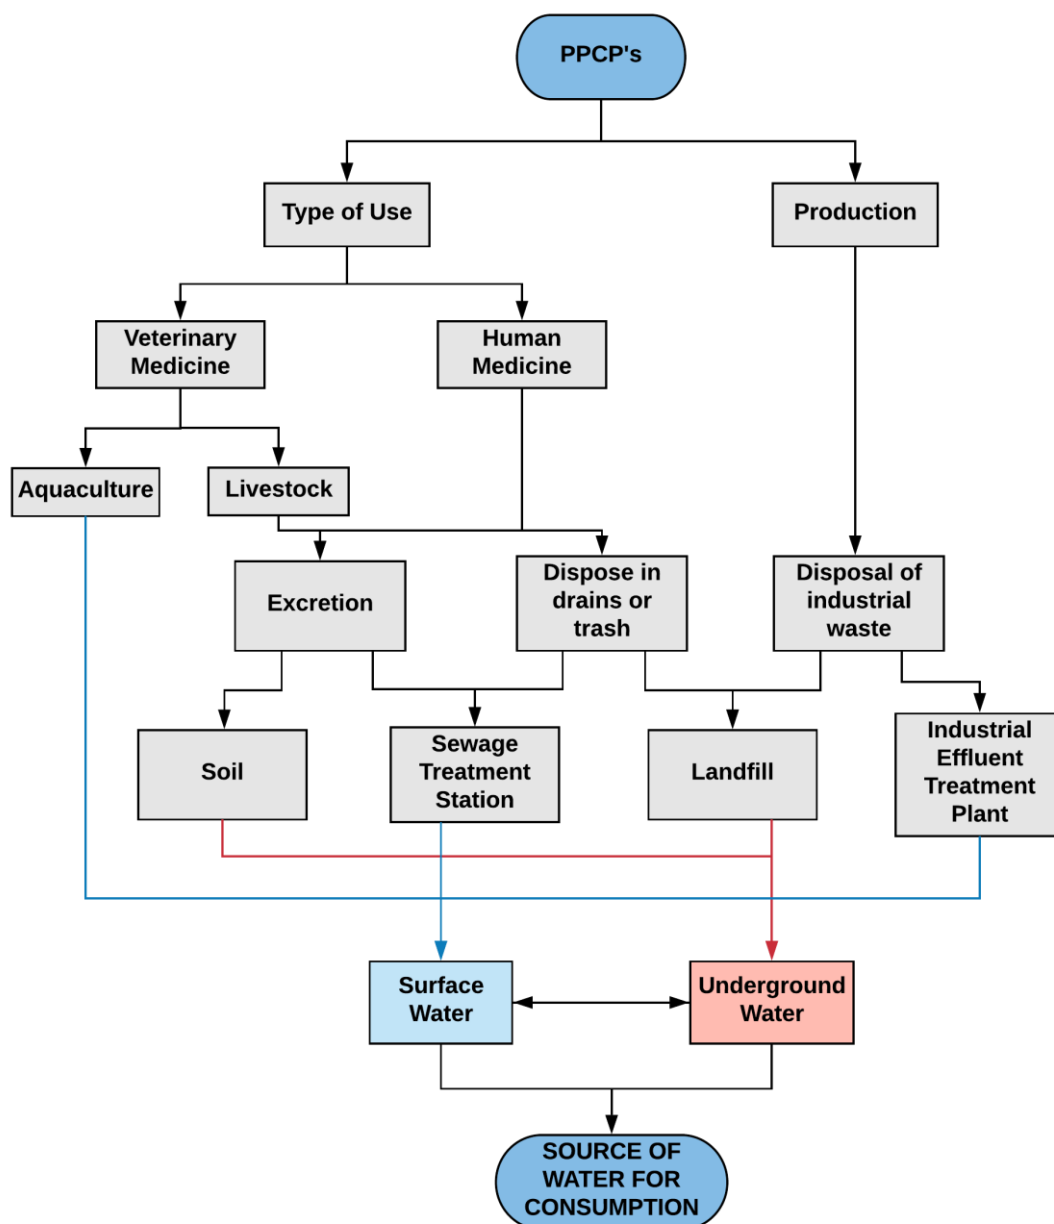 PPCP's
Type of Use
Production
Veterinary
Medicine
Human
Medicine
Aquaculture
Livestock
Excretion
Dispose in
drains or
trash
Disposal of
industrial
waste
Soil
Sewage
Treatment
Station
Landfill
Industrial
Effluent
Treatment
Plant
Surface
Water
Underground
Water
SOURCE OF
WATER FOR
CONSUMPTION